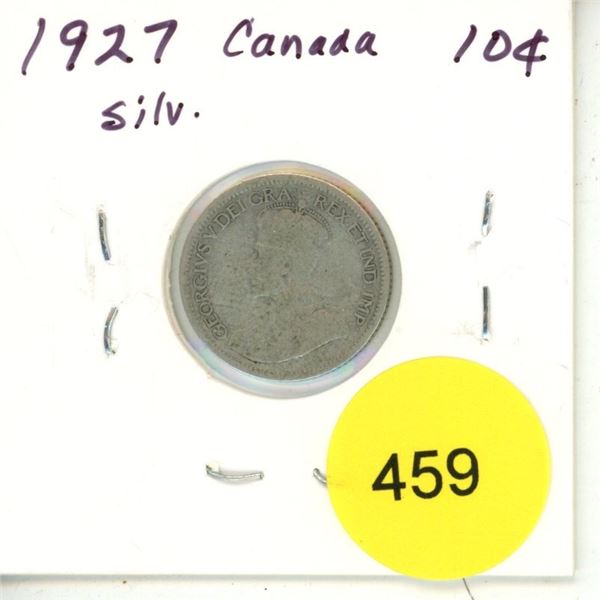 1927 Canada 10¢
silv.
GEORGIVS V DEI GRA: REX ET IND: IMP:
459